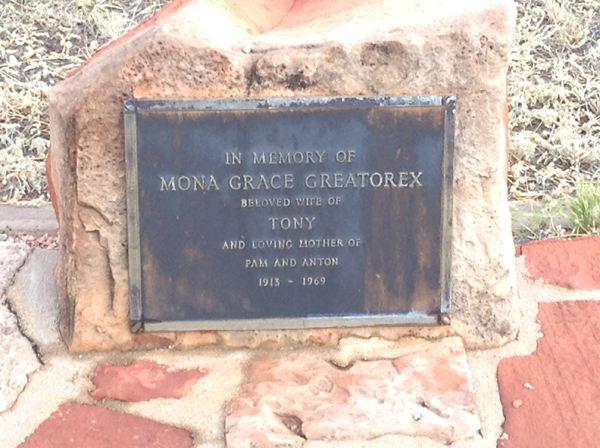 IN MEMORY OF
MONA GRACE GREATOREX
BELOVED WIFE OF
TONY
AND LOVING MOTHER OF
PAM AND ANTON
1913 - 1969